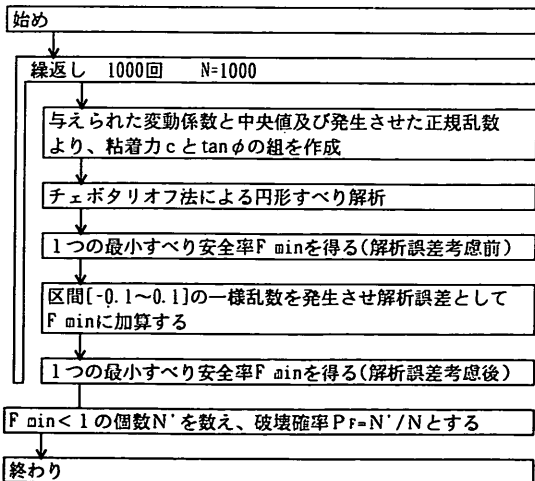 始め
繰返し 1000回 N=1000
与えられた変動係数と中央値及び発生させた正規乱数
より、粘着力cとtanφの組を作成
チェボタリオフ法による円形すべり解析
1つの最小すべり安全率F minを得る(解析誤差考慮前)
区間[-0.1~0.1]の一様乱数を発生させ解析誤差として
F minに加算する
1つの最小すべり安全率F minを得る(解析誤差考慮後)
F min<1の個数N'を数え、破壊確率PF=N'/Nとする
終わり